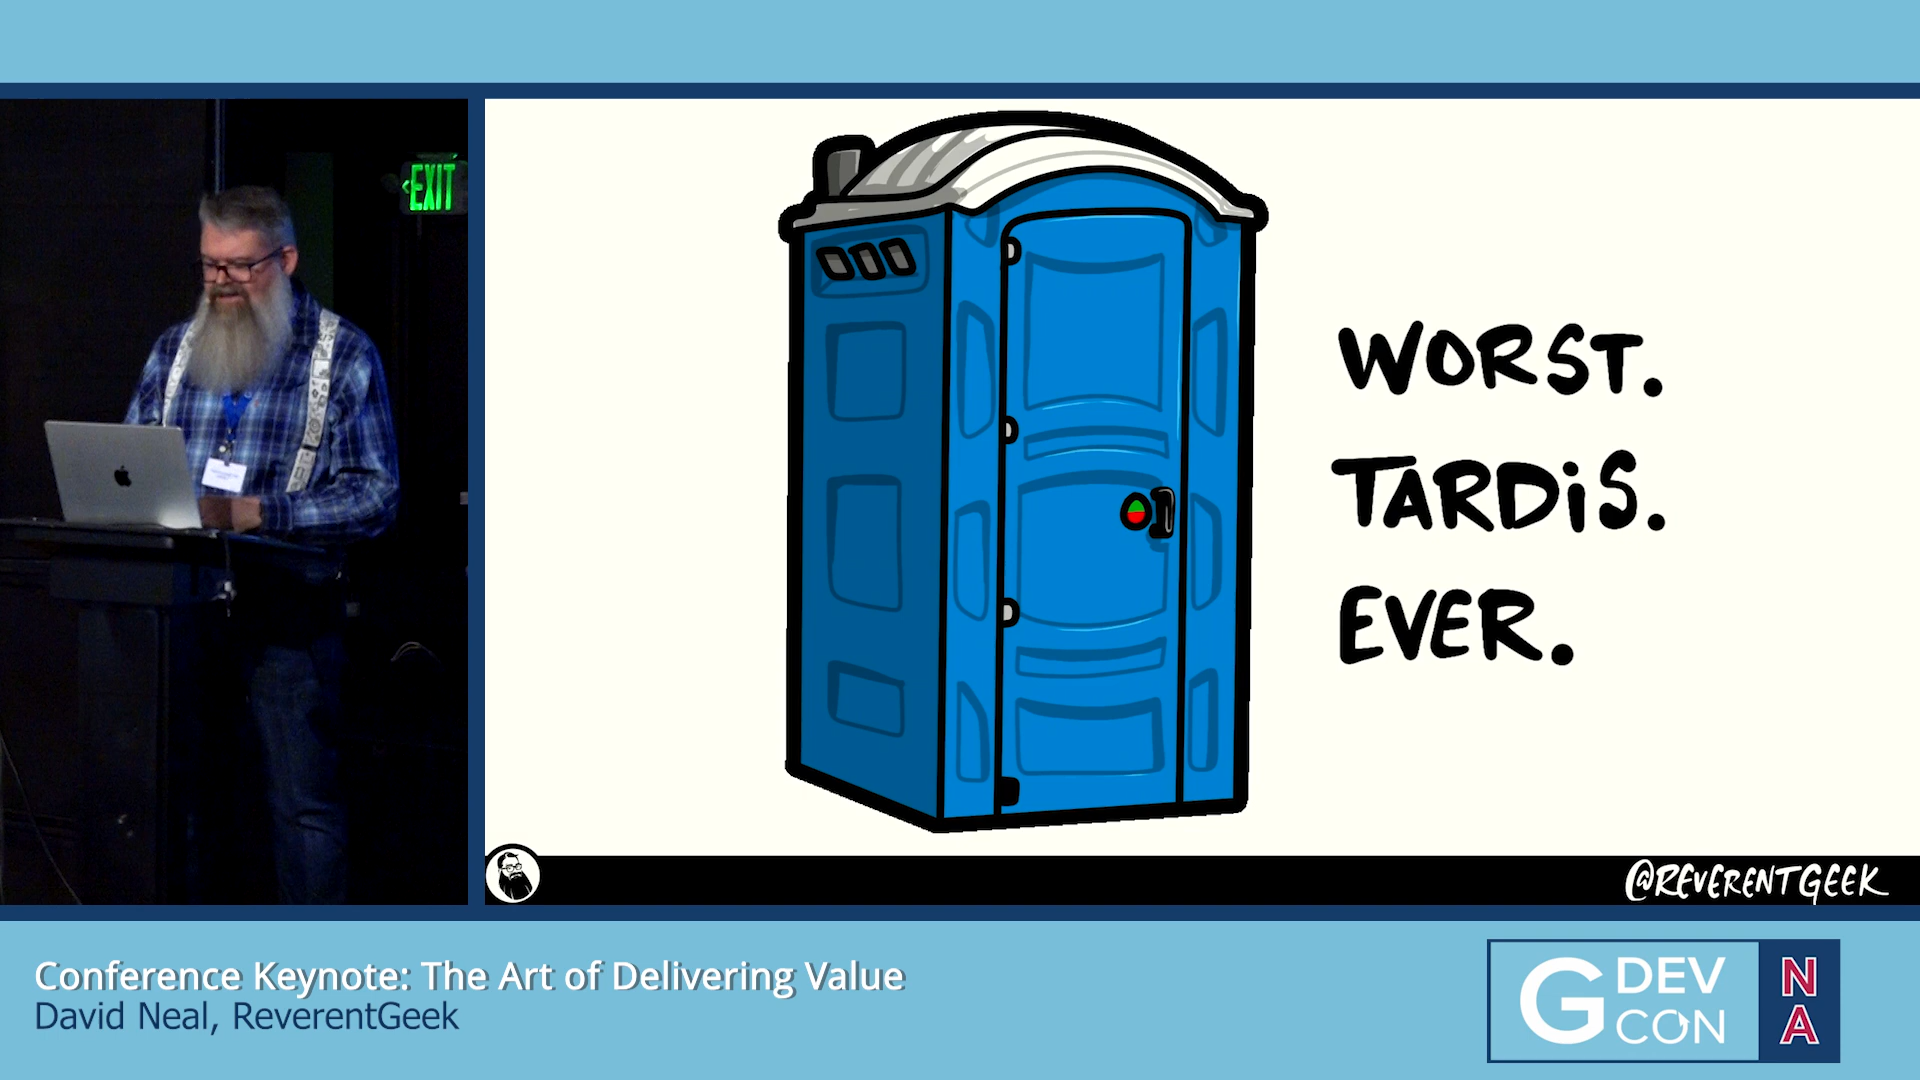 EXIT
WORST.
TARDiS.
EVER.
@REVERENTGEEK
Conference Keynote: The Art of Delivering Value
David Neal, ReverentGeek
G DEV CON
N A